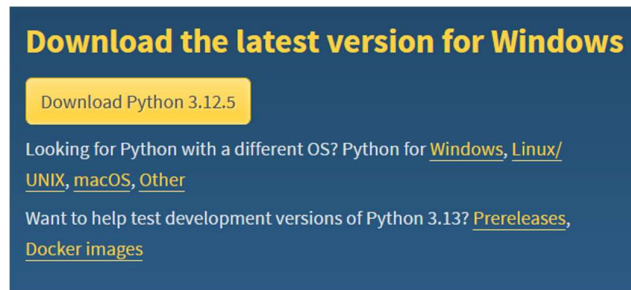 Download the latest version for Windows
Download Python 3.12.5
Looking for Python with a different OS? Python for Windows, Linux/
UNIX, macOS, Other
Want to help test development versions of Python 3.13? Prereleases,
Docker images